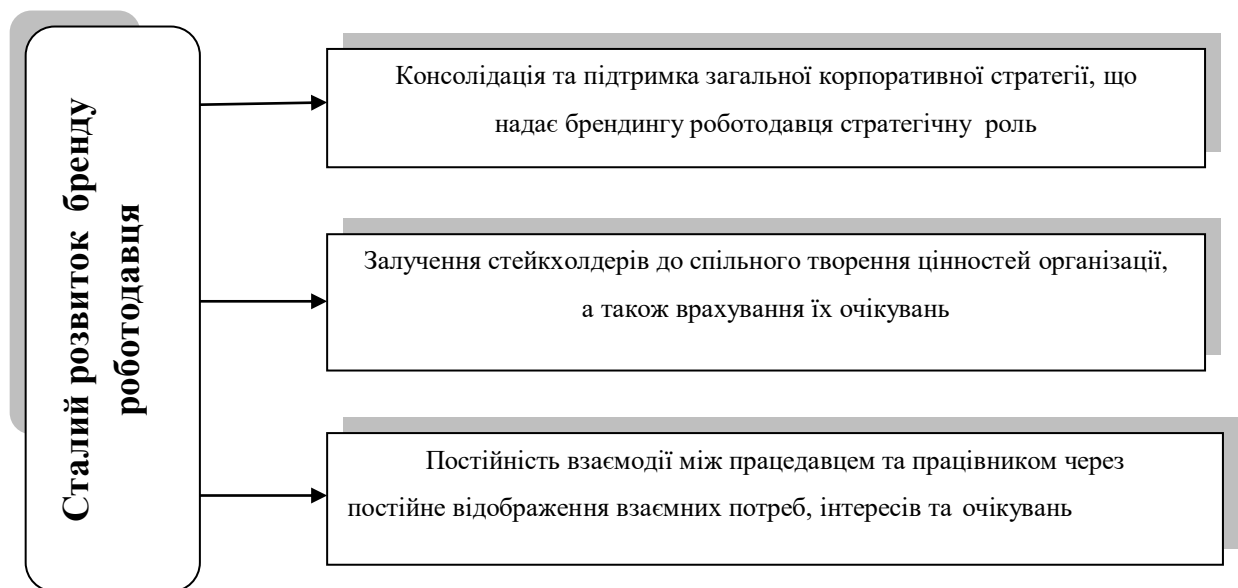 Сталий розвиток бренду
роботодавця
Консолідація та підтримка загальної корпоративної стратегії, що
надає брендингу роботодавця стратегічну роль
Залучення стейкхолдерів до спільного творення цінностей організації,
а також врахування їх очікувань
Постійність взаємодії між працедавцем та працівником через
постійне відображення взаємних потреб, інтересів та очікувань